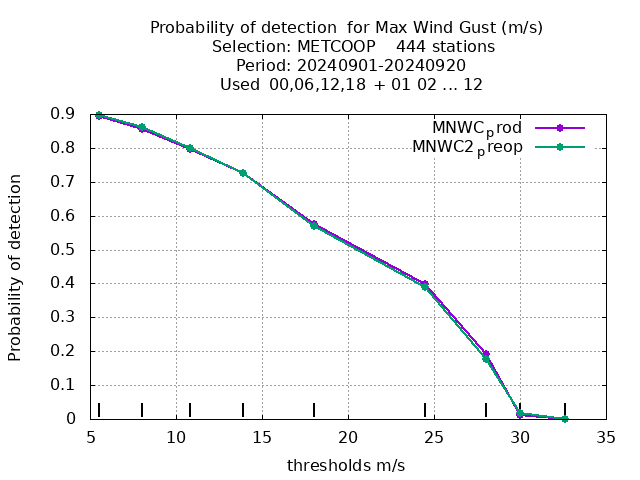 Probability of detection  for Max Wind Gust (m/s)
Selection: METCOOP    444 stations
Period: 20240901-20240920
Used  00,06,12,18  + 01 02 ... 12
MNWCprod
MNWC2preop
Probability of detection
0.9
0.8
0.7
0.6
0.5
0.4
0.3
0.2
0.1
0
5 10 15 20 25 30 35
thresholds m/s